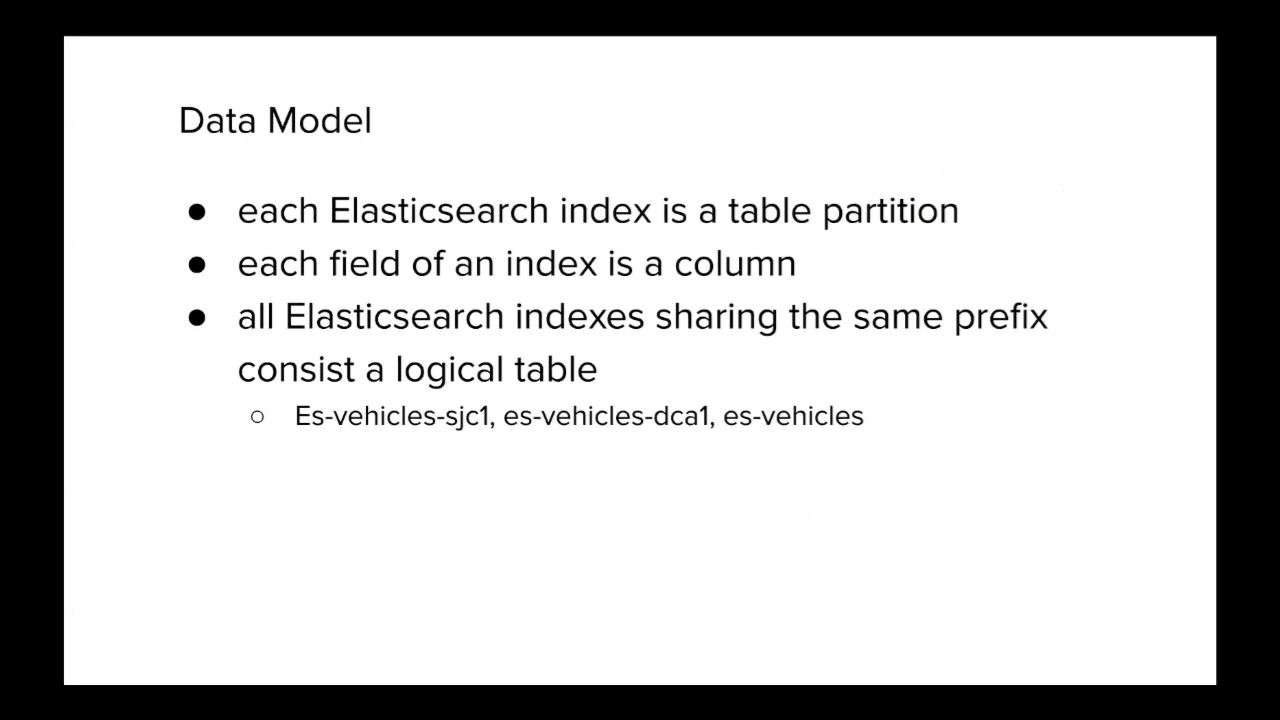 Data Model
● each Elasticsearch index is a table partition
● each field of an index is a column
● all Elasticsearch indexes sharing the same prefix
consist a logical table
○ Es-vehicles-sjc1, es-vehicles-dca1, es-vehicles